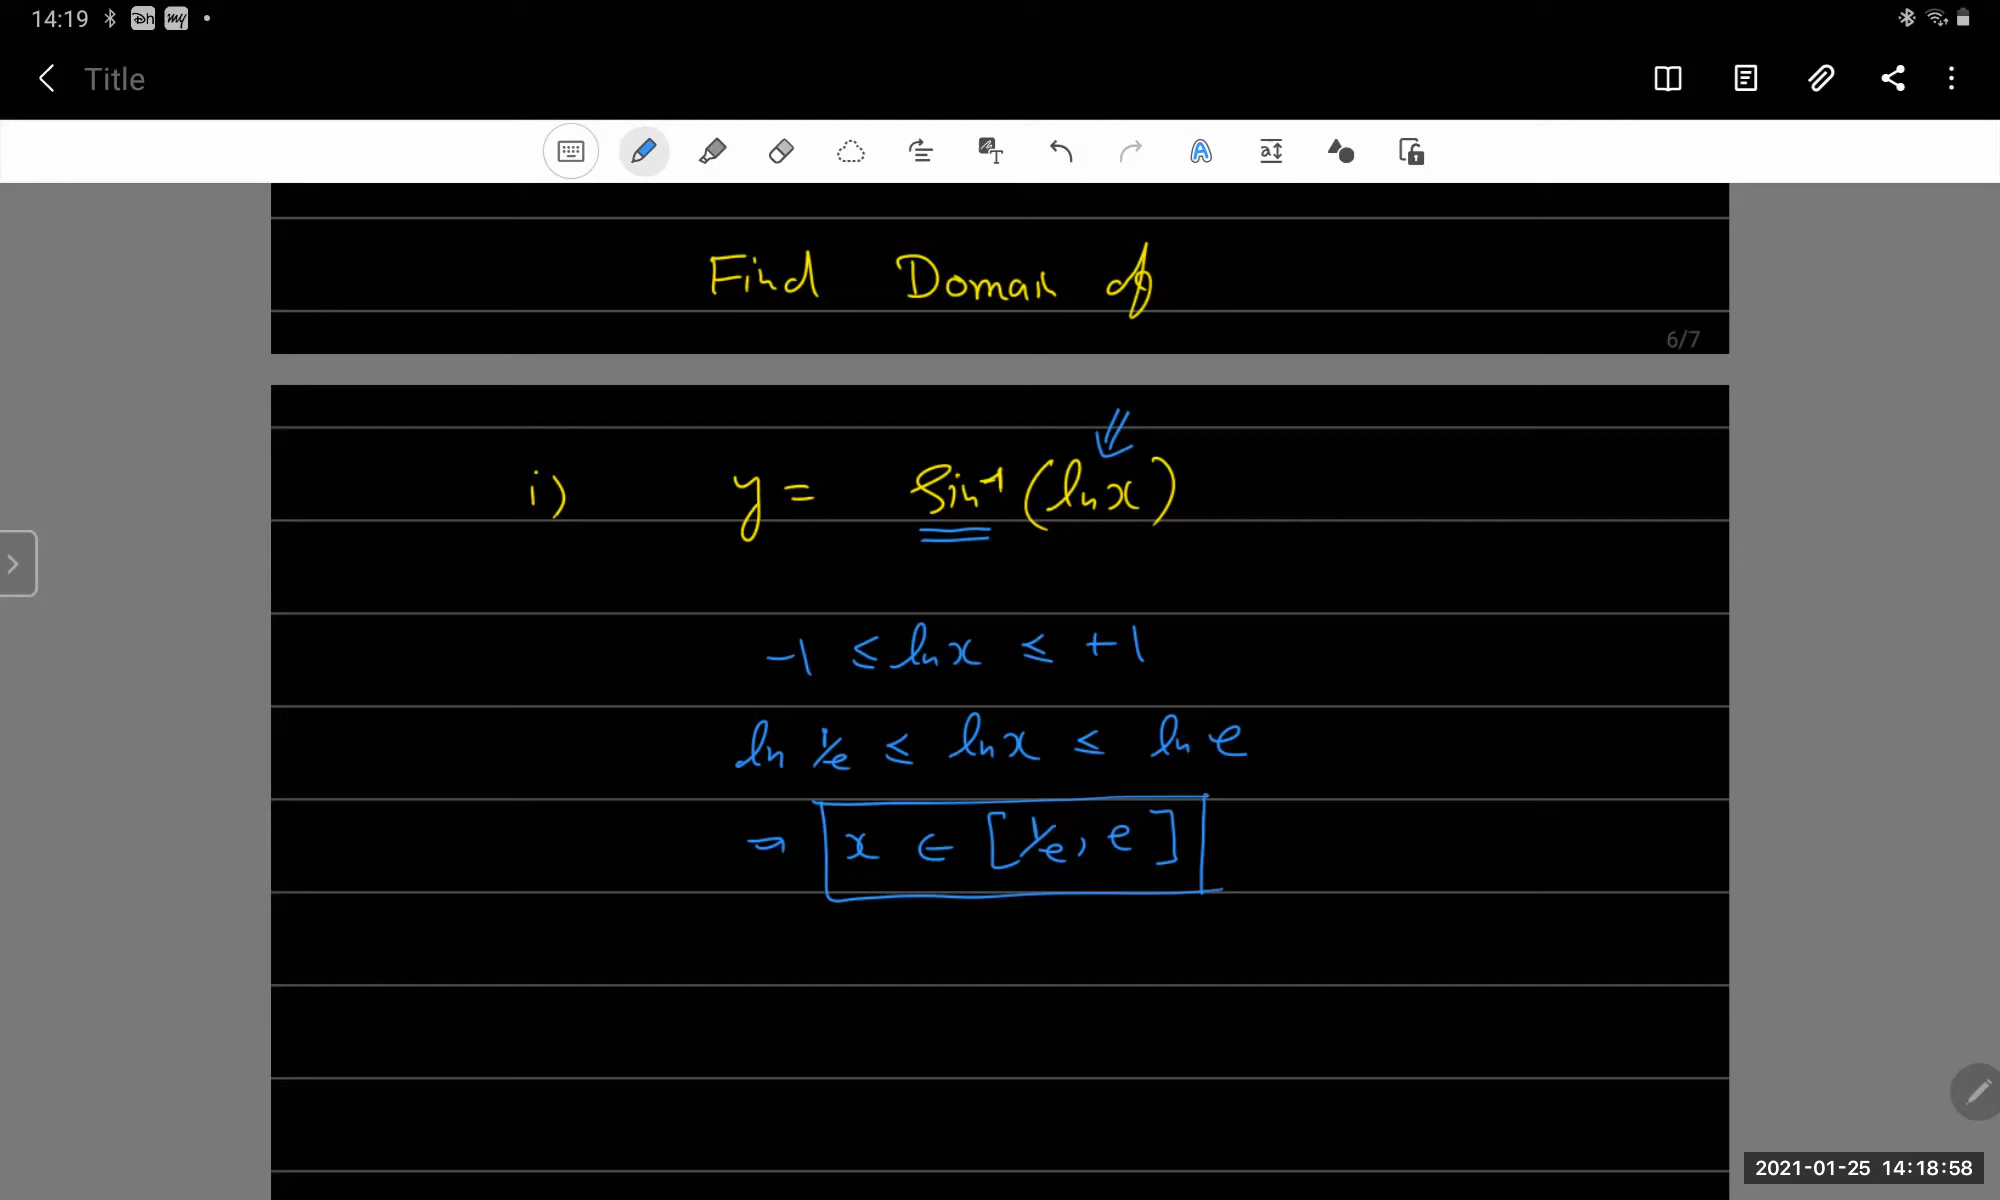 14:19
Title
Find Domain of
6/7
i) y = Sin⁻¹ (ln x)
-1 ≤ ln x ≤ +1
ln 1/e ≤ ln x ≤ ln e
⇒ x ∈ [1/e, e]
2021-01-25 14:18:58